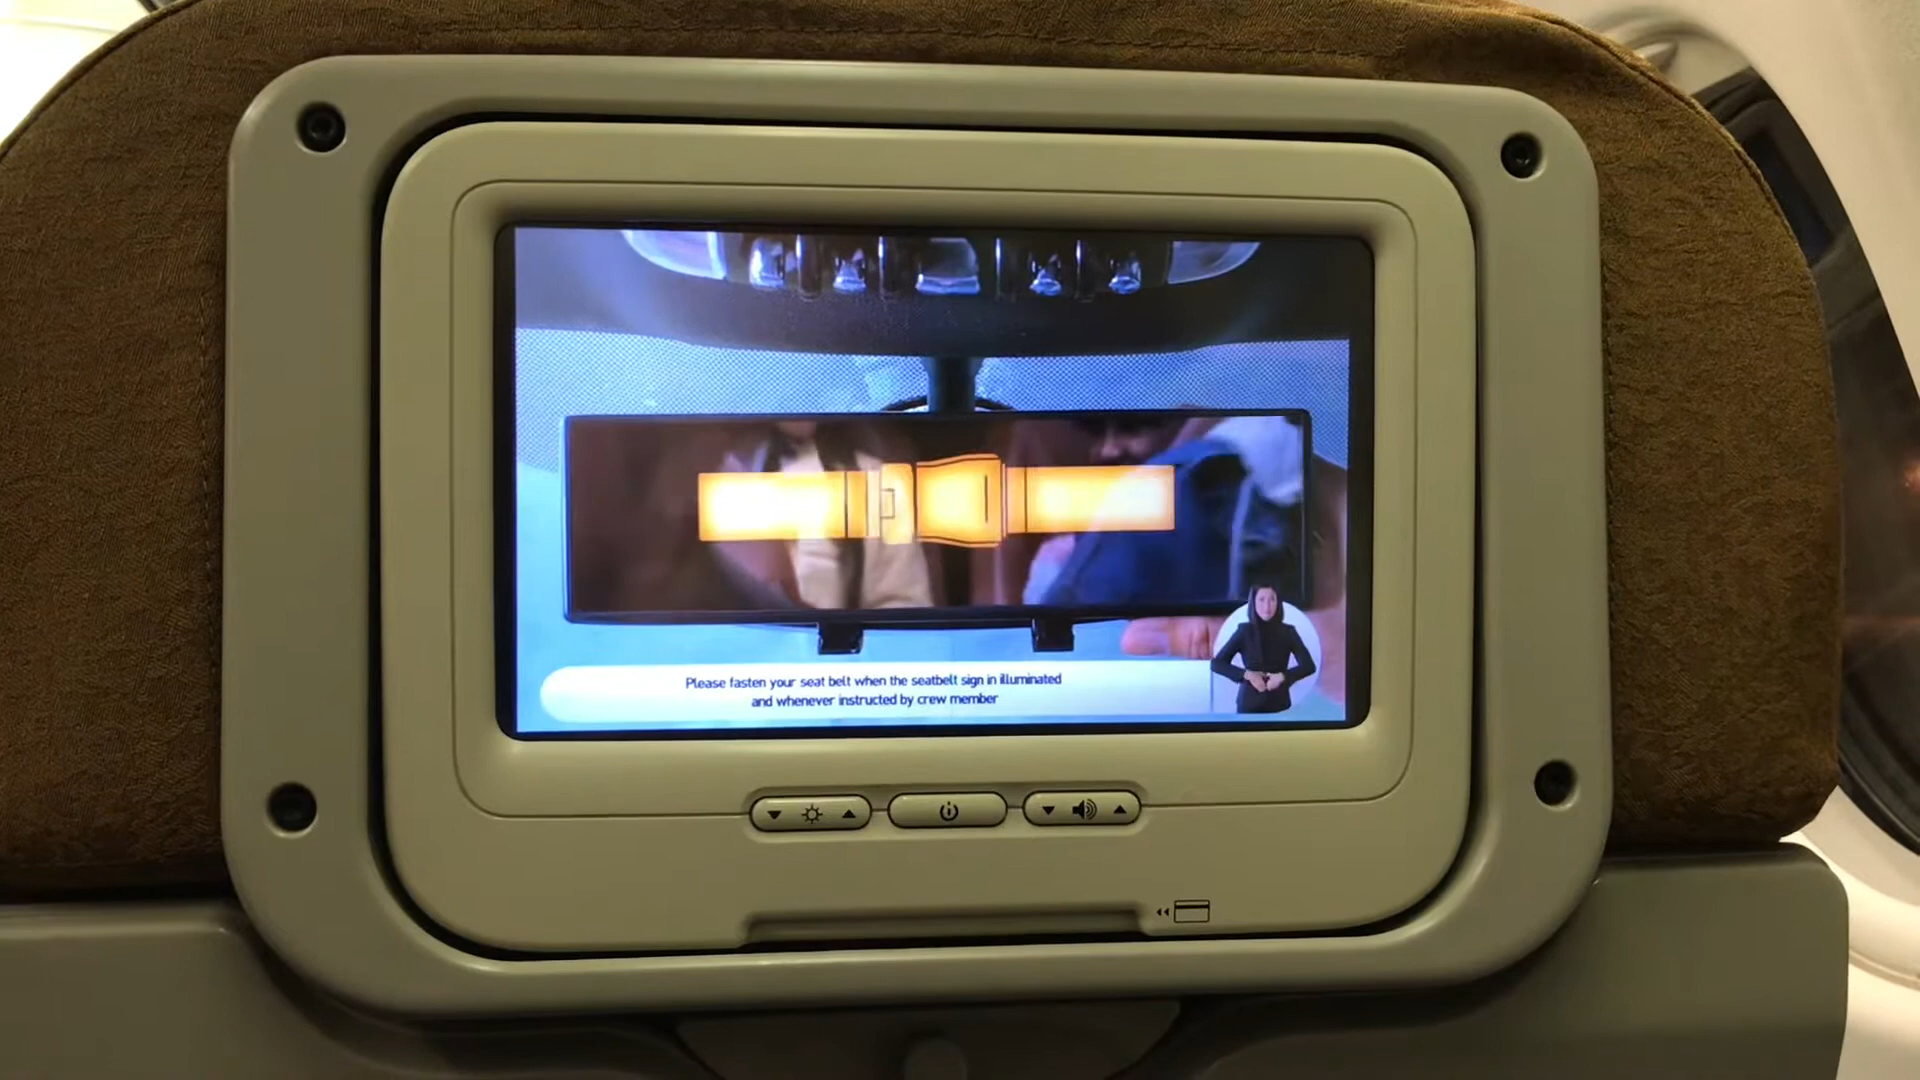 Please fasten your seat belt when the seatbelt sign in illuminated
and whenever instructed by crew member